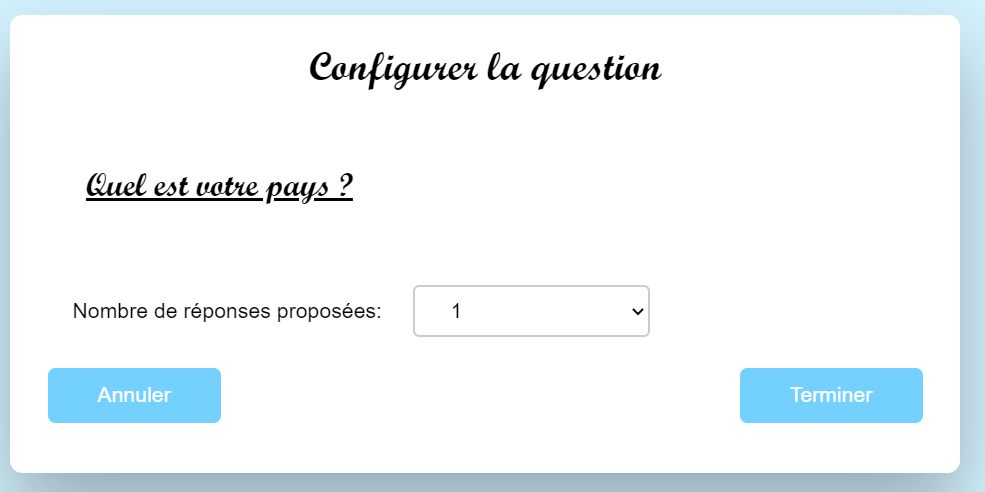 Configurer la question
Quel est votre pays ?
Nombre de réponses proposées: 1
Annuler Terminer